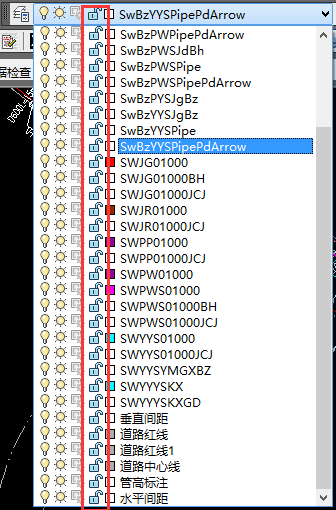 SwBzYYSPipePdArrow
SwBzPWPipePdArrow
SwBzPWSJdBh
SwBzPWSPipe
SwBzPWSPipePdArrow
SwBzPYSJgBz
SwBzYYSJgBz
SwBzYYSPipe
SwBzYYSPipePdArrow
SWJG01000
SWJG01000BH
SWJG01000JCJ
SWJR01000
SWJR01000JCJ
SWPP01000
SWPP01000JCJ
SWPW01000
SWPWS01000
SWPWS01000BH
SWPWS01000JCJ
SWYYS01000
SWYYS01000JCJ
SWYYSYMGXBZ
SWYYYSKX
SWYYYSKXGD
垂直间距
道路红线
道路红线1
道路中心线
管高标注
水平间距
据检查